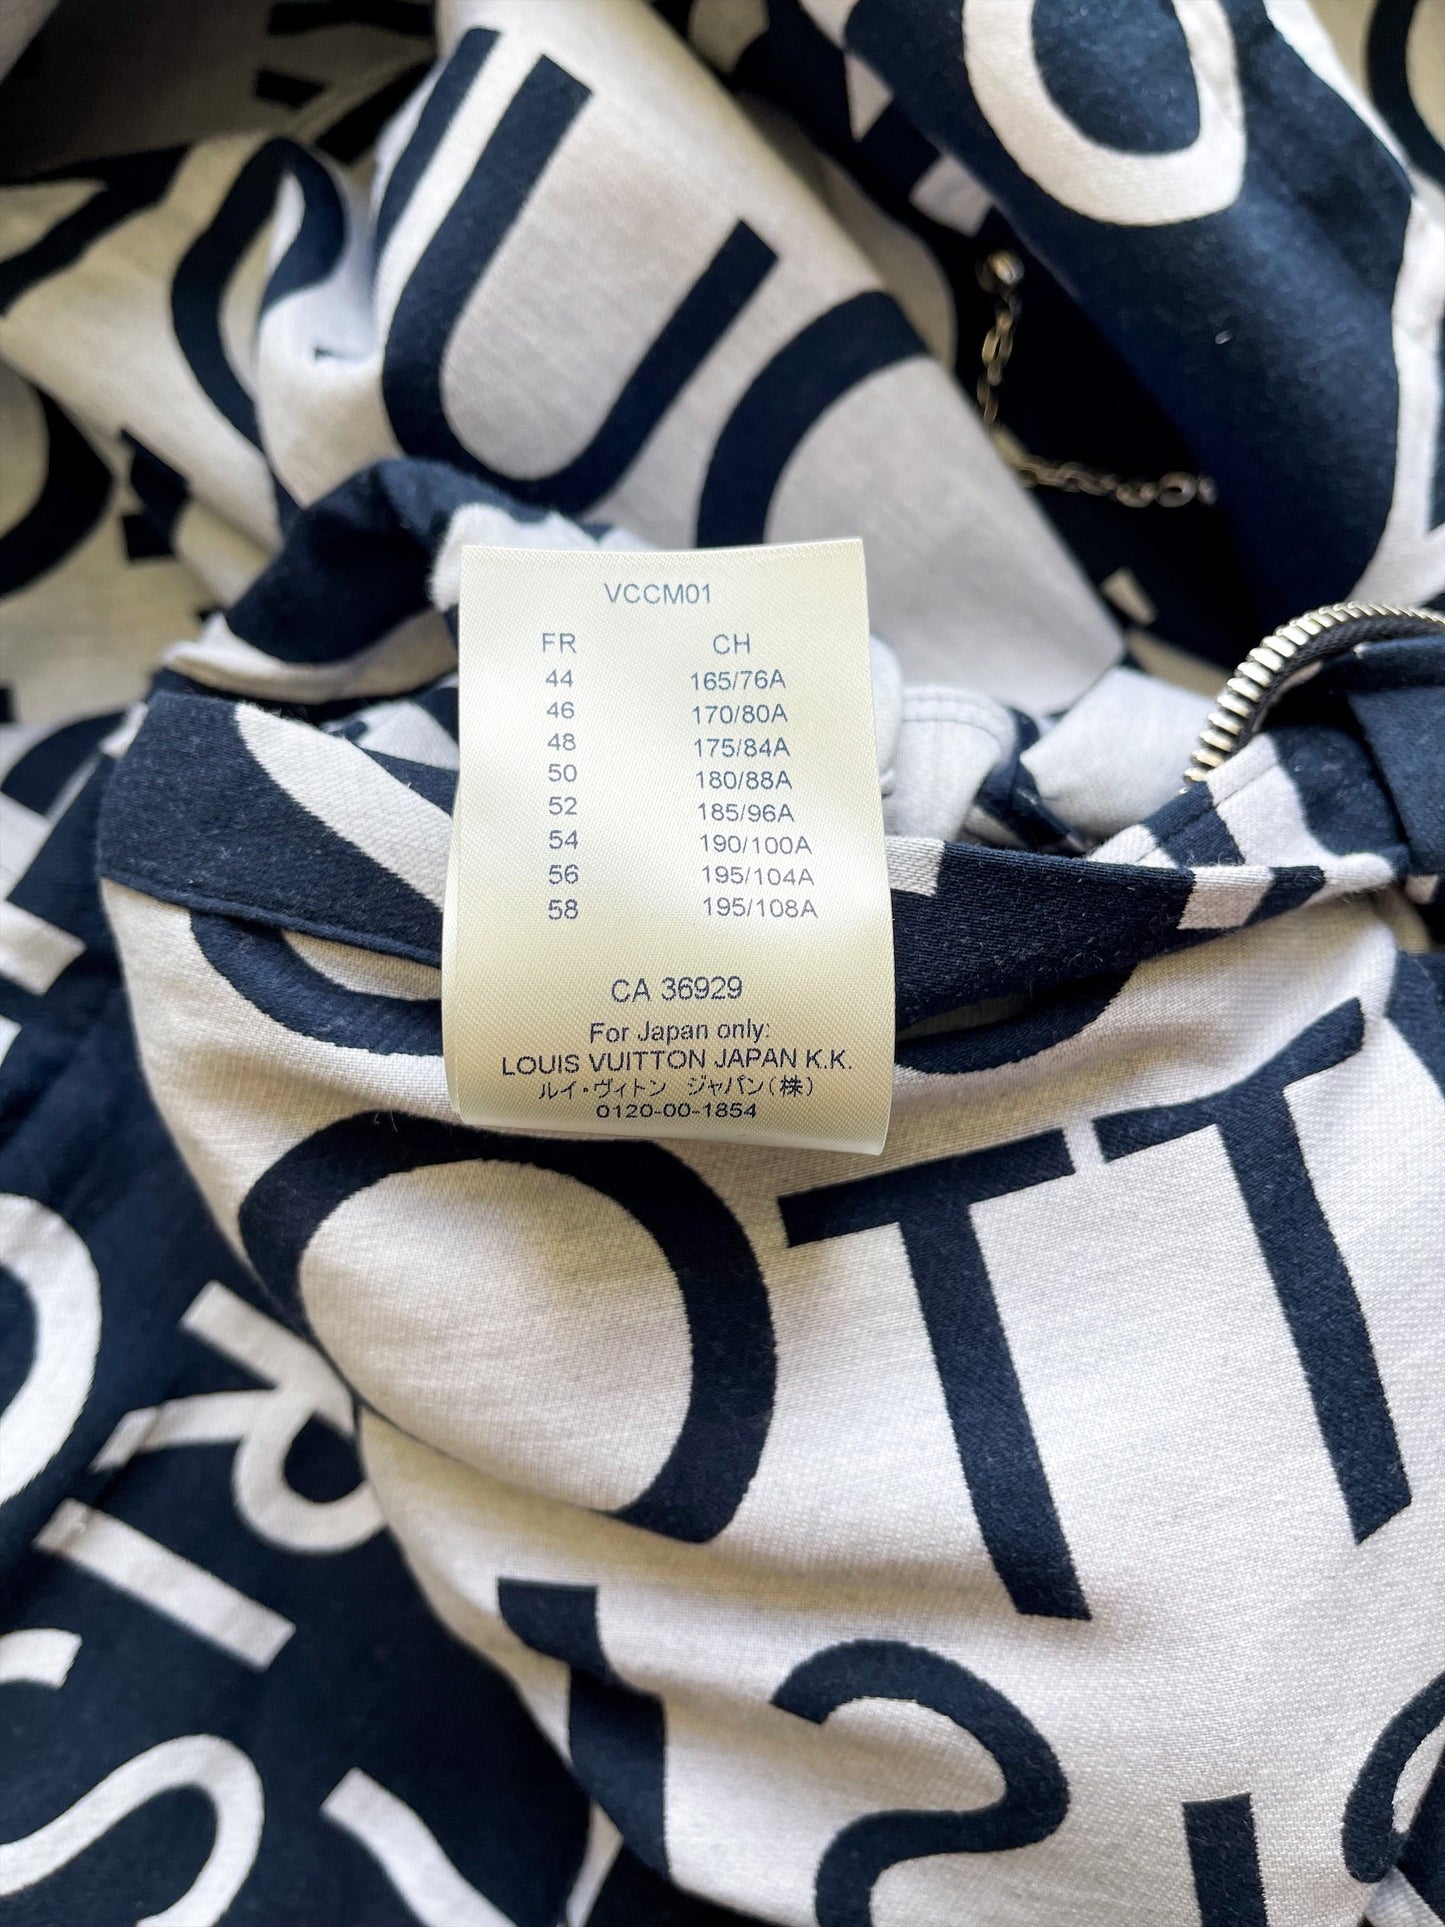 VCCM01
FR CH
44 165/76A
46 170/80A
48 175/84A
50 180/88A
52 185/96A
54 190/100A
56 195/104A
58 195/108A
CA 36929
For Japan only:
LOUIS VUITTON JAPAN K.K.
ルイ・ヴィトン ジャパン(株)
0120-00-1854
OTT